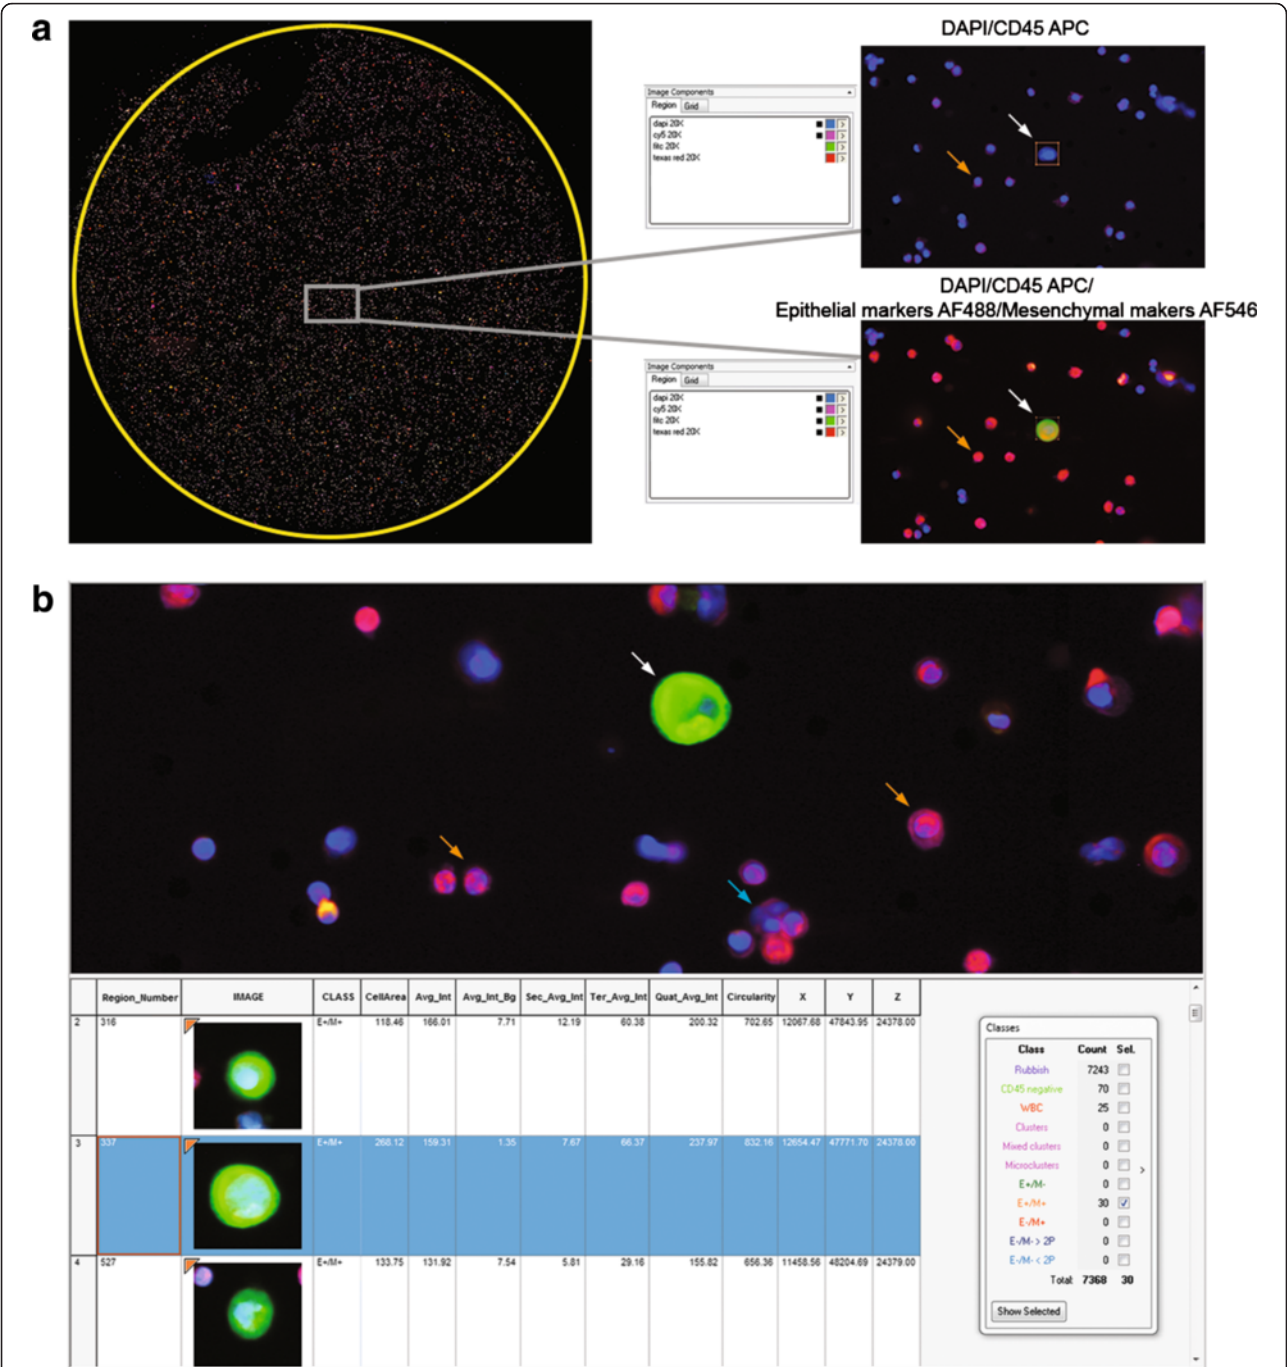 a
DAPI/CD45 APC
Image Components
Region Grid
dapi 20X
cy5 20X
fitc 20X
texas red 20X
DAPI/CD45 APC/
Epithelial markers AF488/Mesenchymal makers AF546
Image Components
Region Grid
dapi 20X
cy5 20X
fitc 20X
texas red 20X
b
Region_Number IMAGE CLASS CellArea Avg_Int Avg_Int_Bg Sec_Avg_Int Ter_Avg_Int Quat_Avg_Int Circularity X Y Z
2 316 E+/M+ 118.46 166.01 7.71 12.19 60.38 200.32 702.65 12067.68 47843.95 24378.00
3 337 E+/M+ 268.12 159.31 1.35 7.67 66.37 237.97 832.16 12654.47 47771.70 24378.00
4 527 E+/M+ 133.75 131.92 7.54 5.81 29.16 155.82 656.36 11458.56 48204.69 24379.00
Classes
Class Count Sel.
Rubbish 7243
CD45 negative 70
WBC 25
Clusters 0
Mixed clusters 0
Microclusters 0
E+/M- 0
E+/M+ 30
E-/M+ 0
E-/M- > 2P 0
E-/M- < 2P 0
Total: 7368 30
Show Selected